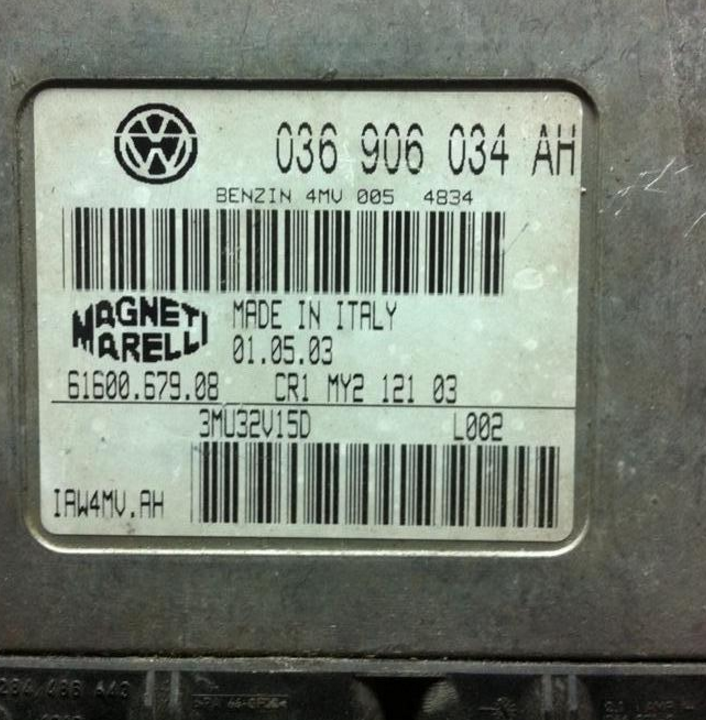 036 906 034 AH
BENZIN 4MV 005 4834
MAGNETI
MARELLI
MADE IN ITALY
01.05.03
61600.679.08 CR1 MY2 121 03
3MU32V15D L002
IAW4MV.AH